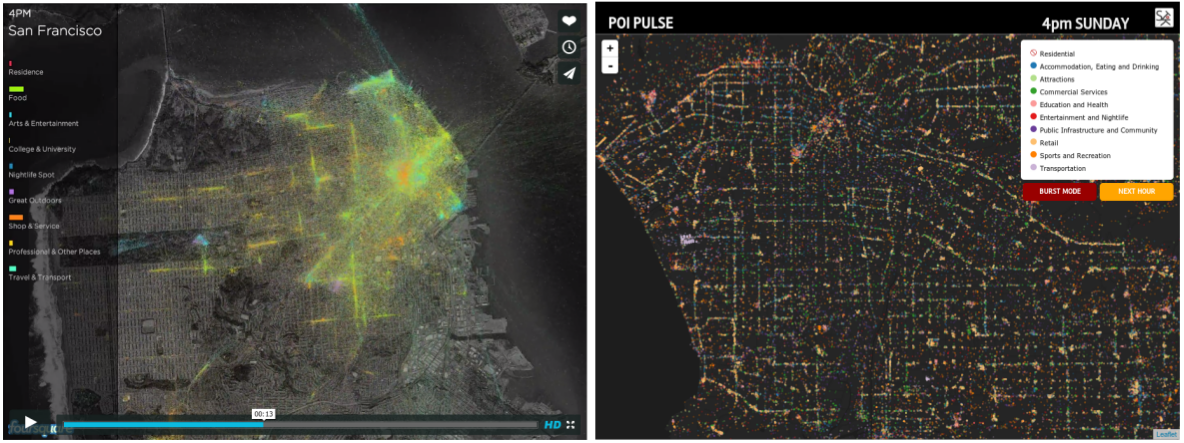 4PM
San Francisco
Residence
Food
Arts & Entertainment
College & University
Nightlife Spot
Great Outdoors
Shop & Service
Professional & Other Places
Travel & Transport
00:13
HD
POI PULSE
4pm SUNDAY
+
-
Residential
Accommodation, Eating and Drinking
Attractions
Commercial Services
Education and Health
Entertainment and Nightlife
Public Infrastructure and Community
Retail
Sports and Recreation
Transportation
BURST MODE
NEXT HOUR
Leaflet